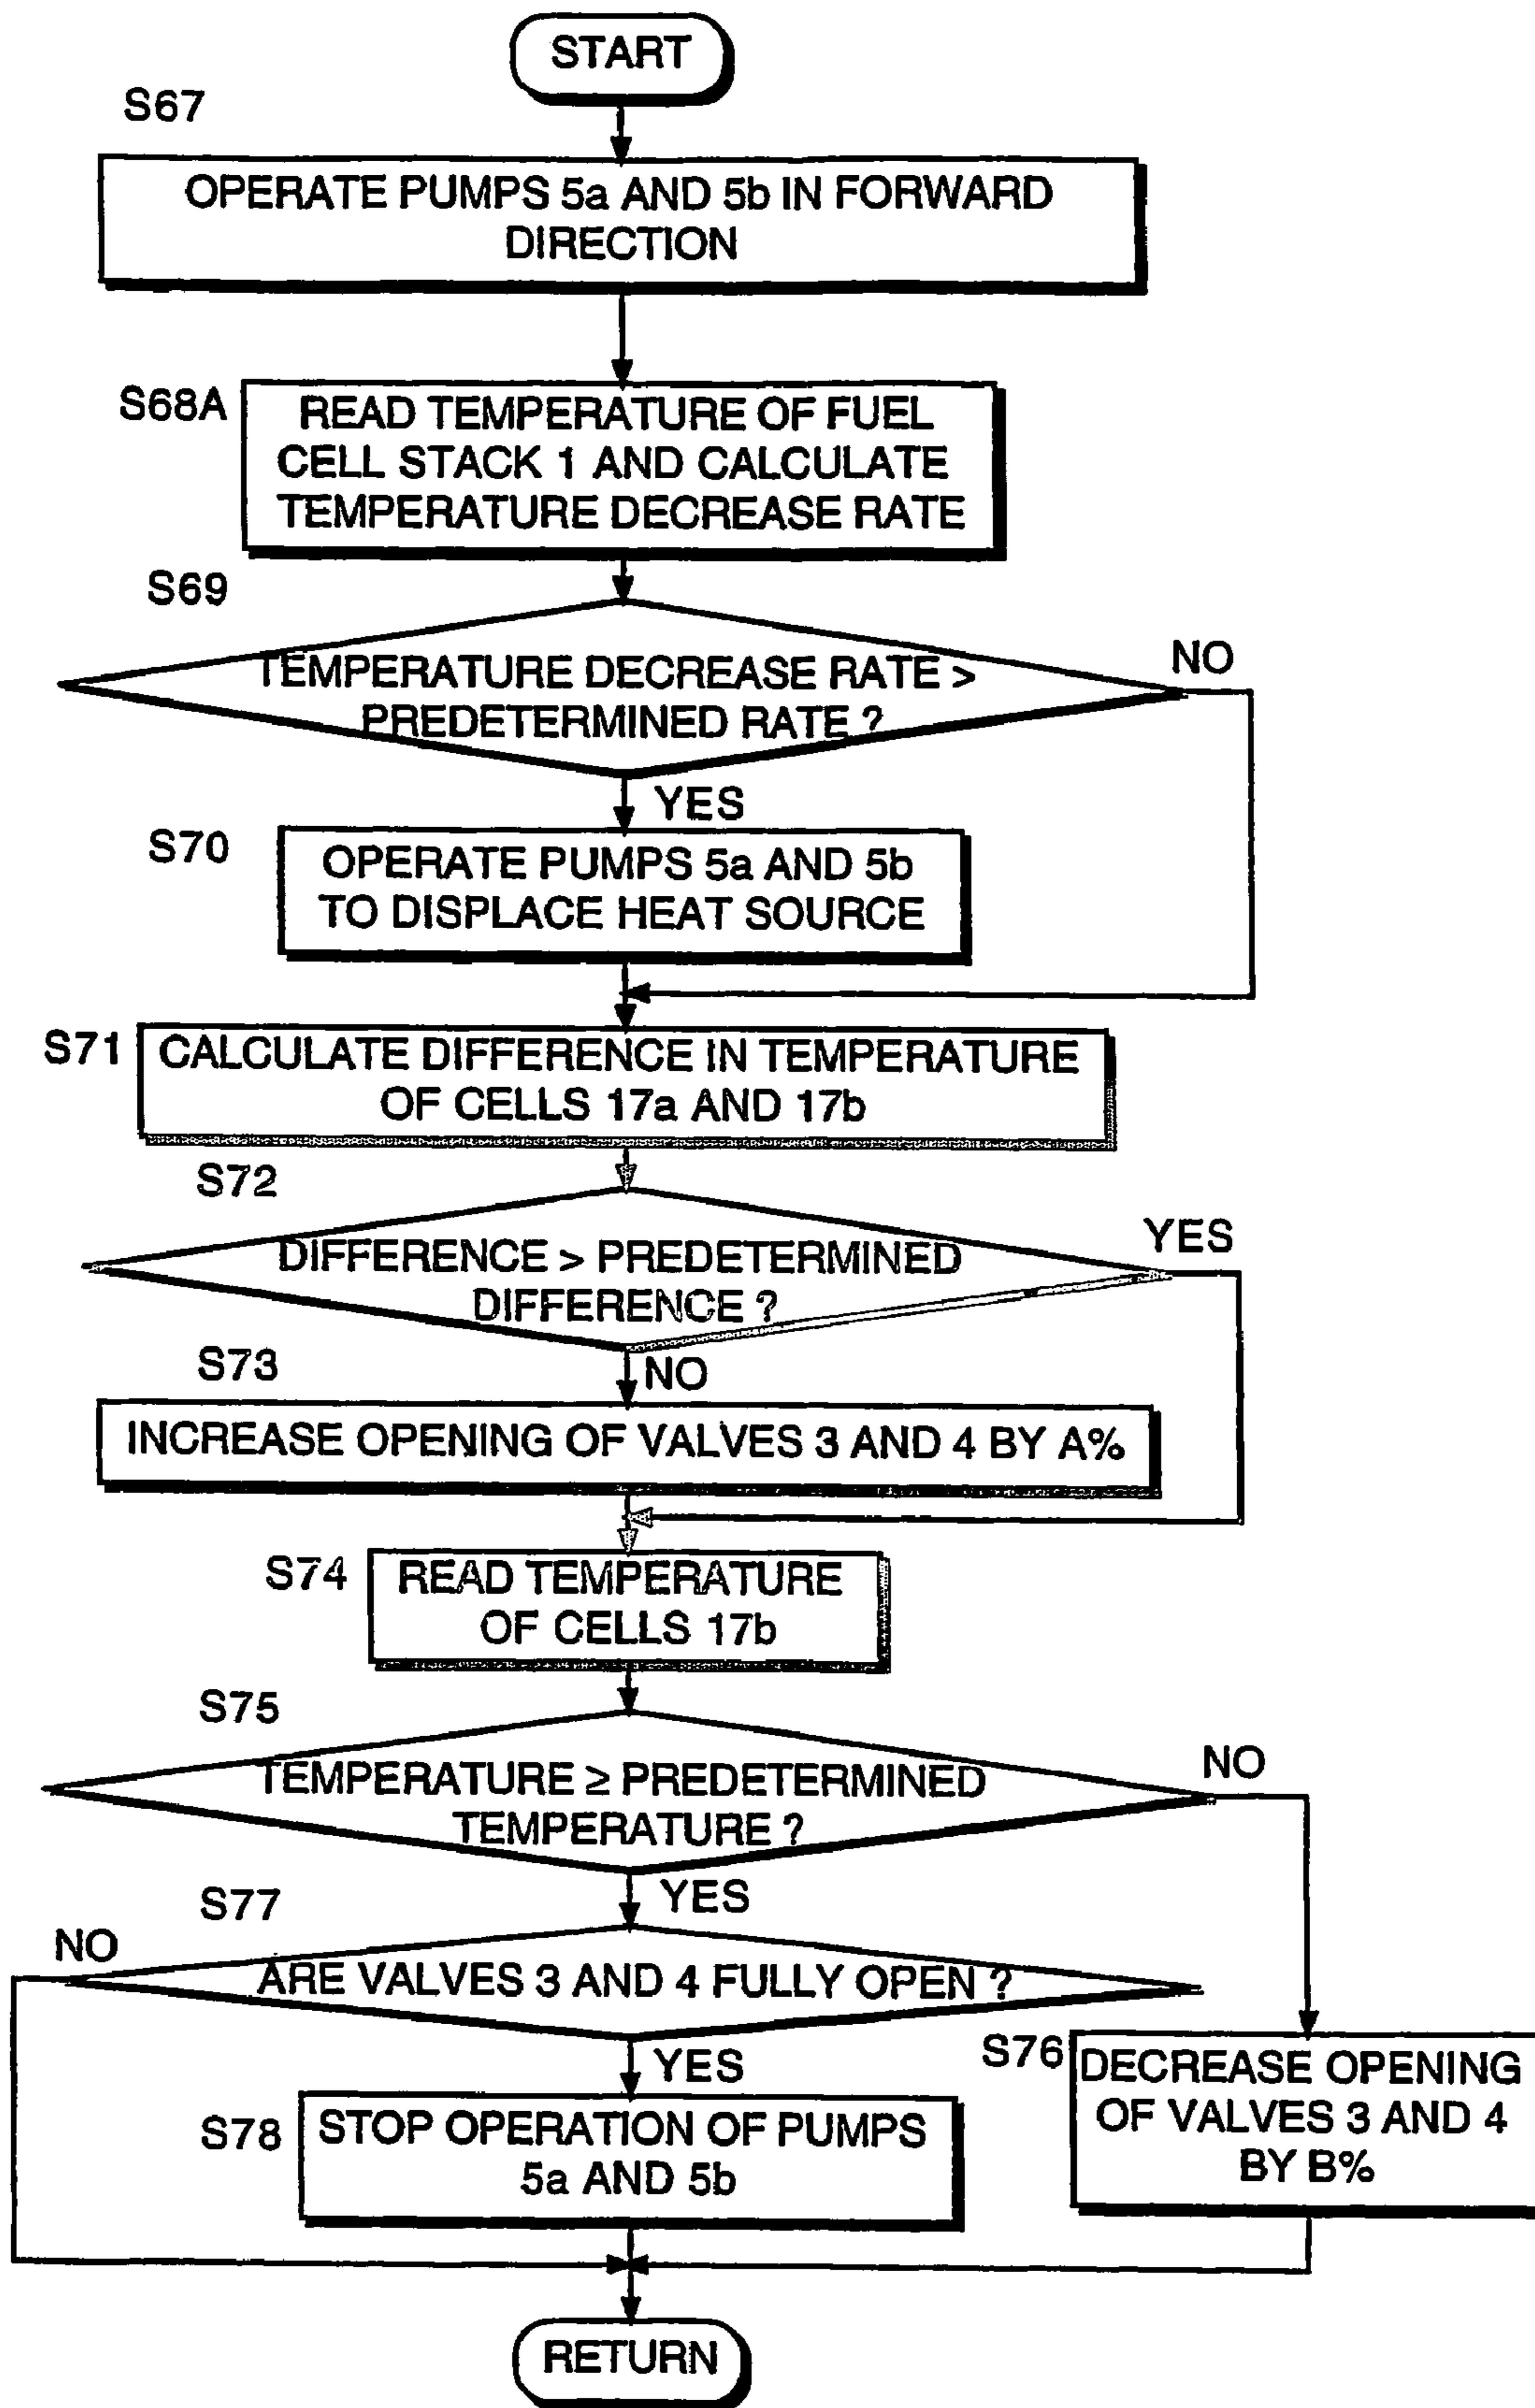 START
S67
OPERATE PUMPS 5a AND 5b IN FORWARD
DIRECTION
S68A
READ TEMPERATURE OF FUEL
CELL STACK 1 AND CALCULATE
TEMPERATURE DECREASE RATE
S69
TEMPERATURE DECREASE RATE >
PREDETERMINED RATE ?
NO
YES
S70
OPERATE PUMPS 5a AND 5b
TO DISPLACE HEAT SOURCE
S71
CALCULATE DIFFERENCE IN TEMPERATURE
OF CELLS 17a AND 17b
S72
DIFFERENCE > PREDETERMINED
DIFFERENCE ?
YES
NO
S73
INCREASE OPENING OF VALVES 3 AND 4 BY A%
S74
READ TEMPERATURE
OF CELLS 17b
S75
TEMPERATURE ≥ PREDETERMINED
TEMPERATURE ?
NO
YES
S77
NO
ARE VALVES 3 AND 4 FULLY OPEN ?
YES
S76
DECREASE OPENING
OF VALVES 3 AND 4
BY B%
S78
STOP OPERATION OF PUMPS
5a AND 5b
RETURN